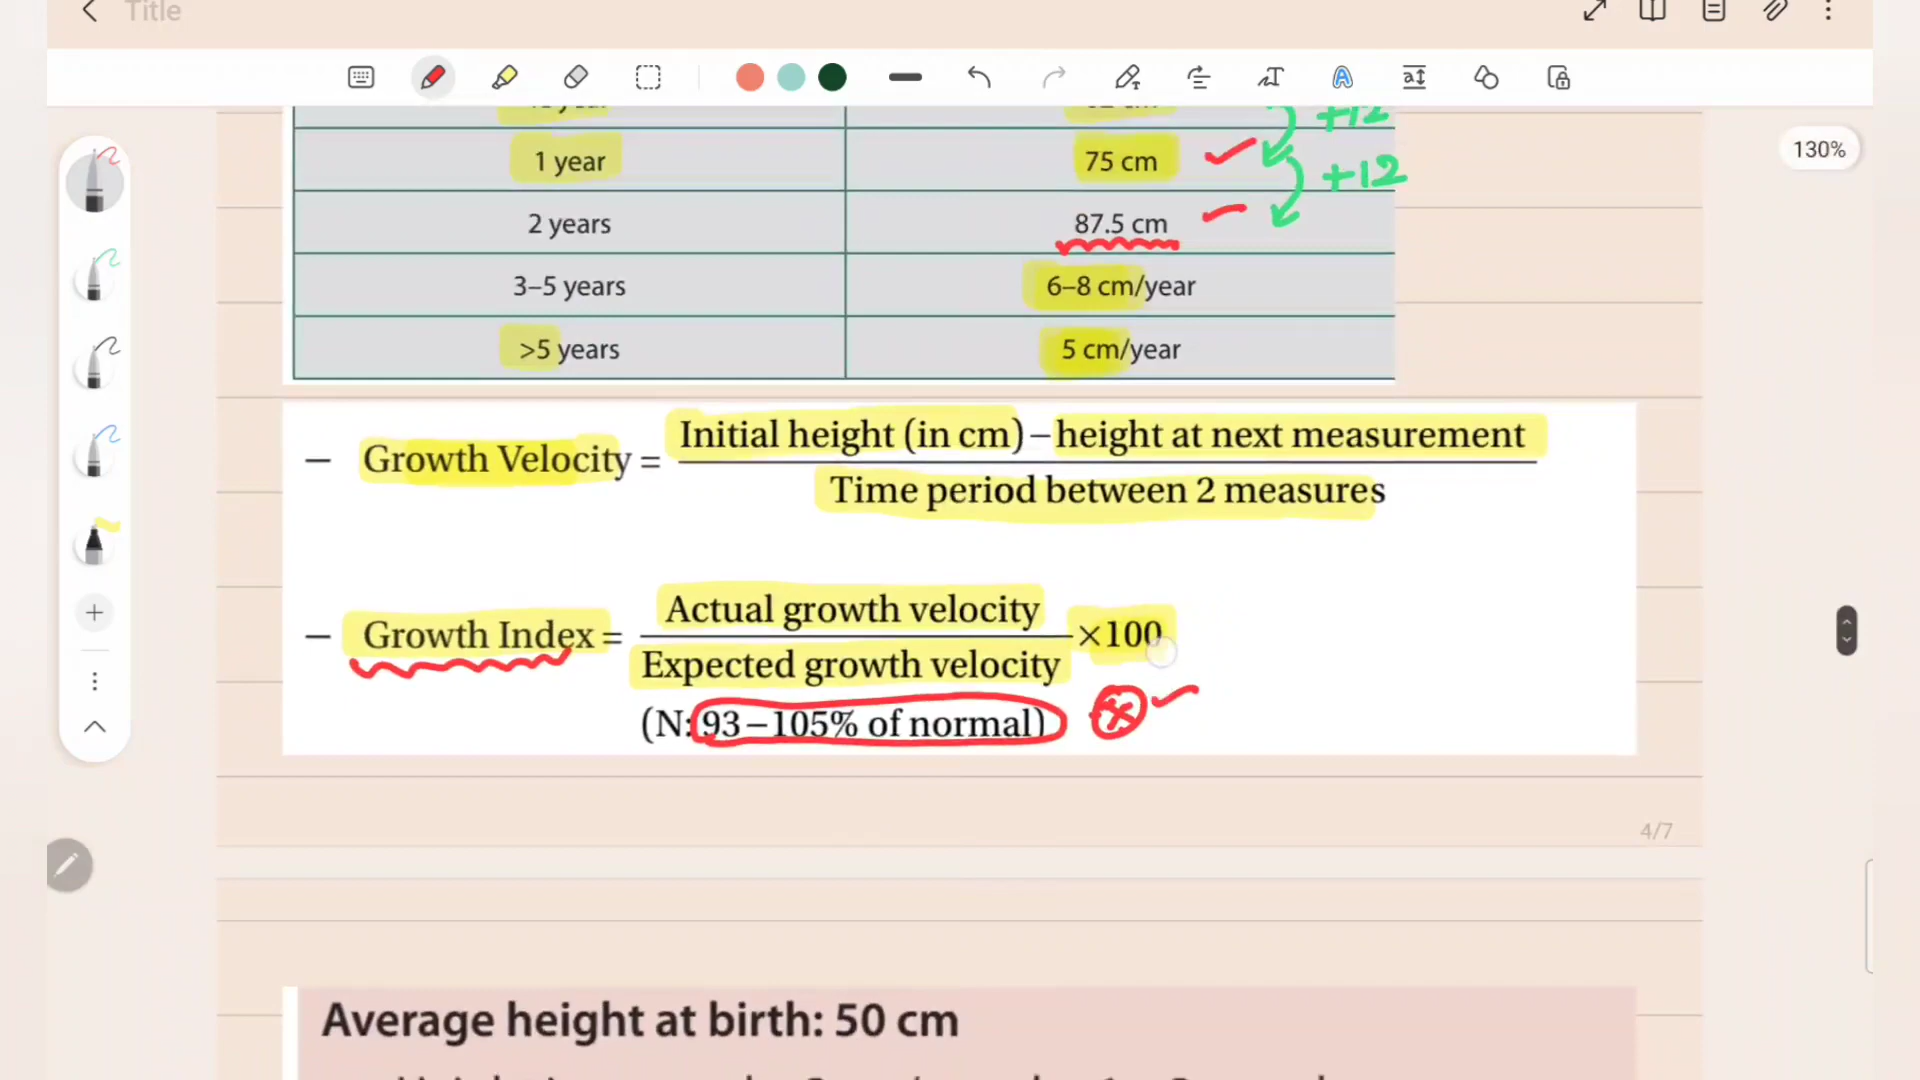 Title
130%
+12
1 year 75 cm
+12
2 years 87.5 cm
3–5 years 6–8 cm/year
>5 years 5 cm/year
– Growth Velocity = Initial height (in cm) – height at next measurement
Time period between 2 measures
– Growth Index = Actual growth velocity ×100
Expected growth velocity
(N: 93–105% of normal)
4/7
Average height at birth: 50 cm